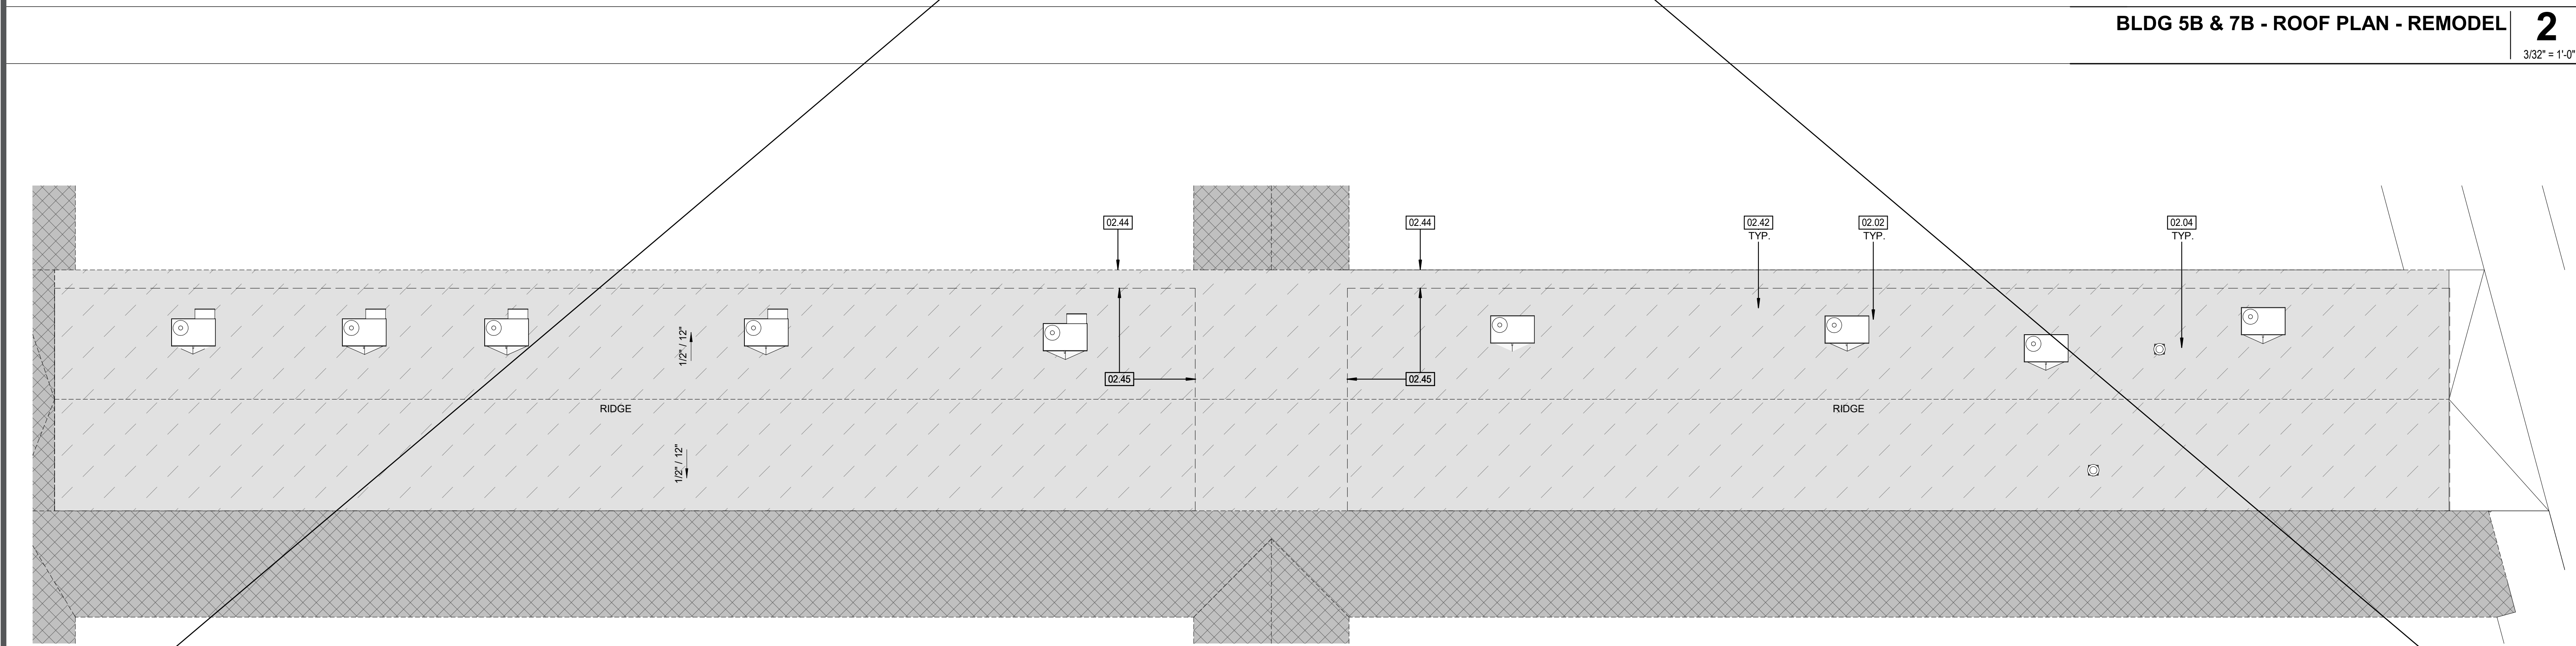 BLDG 5B & 7B - ROOF PLAN - REMODEL
2
3/32" = 1'-0"
02.44
02.44
02.42
TYP.
02.02
TYP.
02.04
TYP.
1/2" / 12"
02.45
02.45
RIDGE
RIDGE
1/2" / 12"